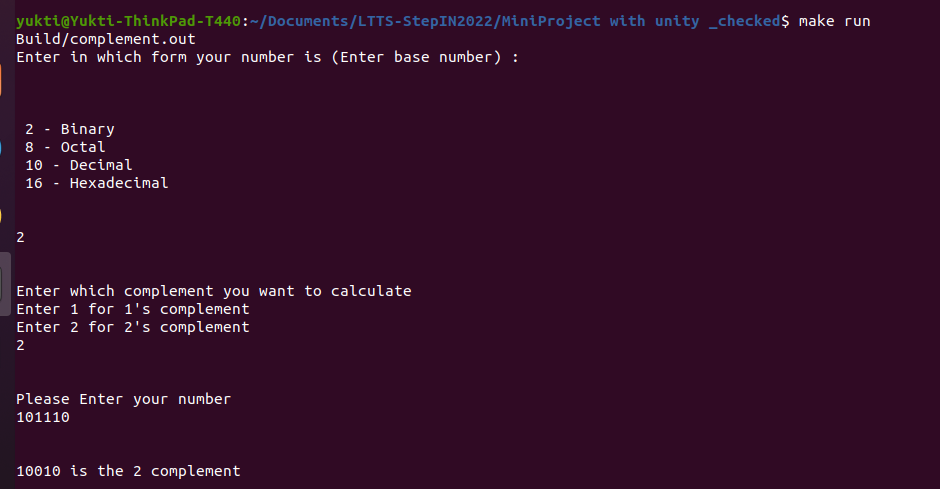 yukti@Yukti-ThinkPad-T440:~/Documents/LTTS-StepIN2022/MiniProject with unity _checked$ make run
Build/complement.out
Enter in which form your number is (Enter base number) :
2 - Binary
8 - Octal
10 - Decimal
16 - Hexadecimal
2
Enter which complement you want to calculate
Enter 1 for 1's complement
Enter 2 for 2's complement
2
Please Enter your number
101110
10010 is the 2 complement